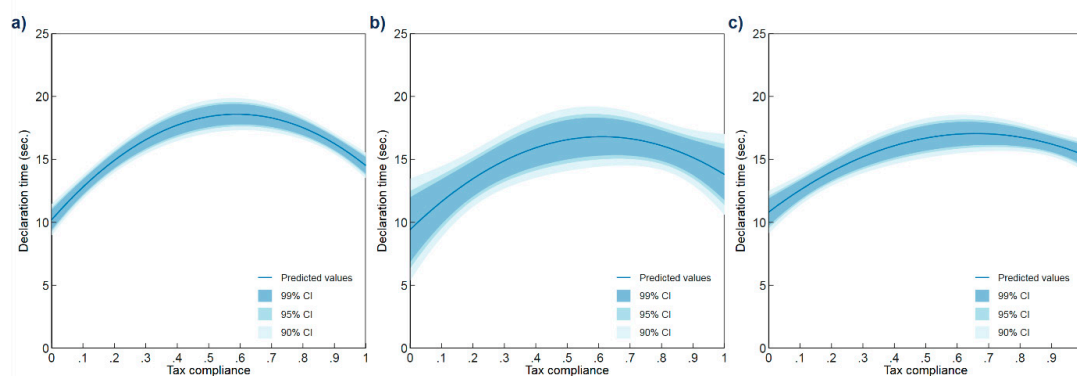 a)
25
20
15
10
5
0
Declaration time (sec.)
Predicted values
99% CI
95% CI
90% CI
0 .1 .2 .3 .4 .5 .6 .7 .8 .9 1
Tax compliance
b)
25
20
15
10
5
0
Declaration time (sec.)
Predicted values
99% CI
95% CI
90% CI
0 .1 .2 .3 .4 .5 .6 .7 .8 .9 1
Tax compliance
c)
25
20
15
10
5
0
Declaration time (sec.)
Predicted values
99% CI
95% CI
90% CI
0 .1 .2 .3 .4 .5 .6 .7 .8 .9
Tax compliance